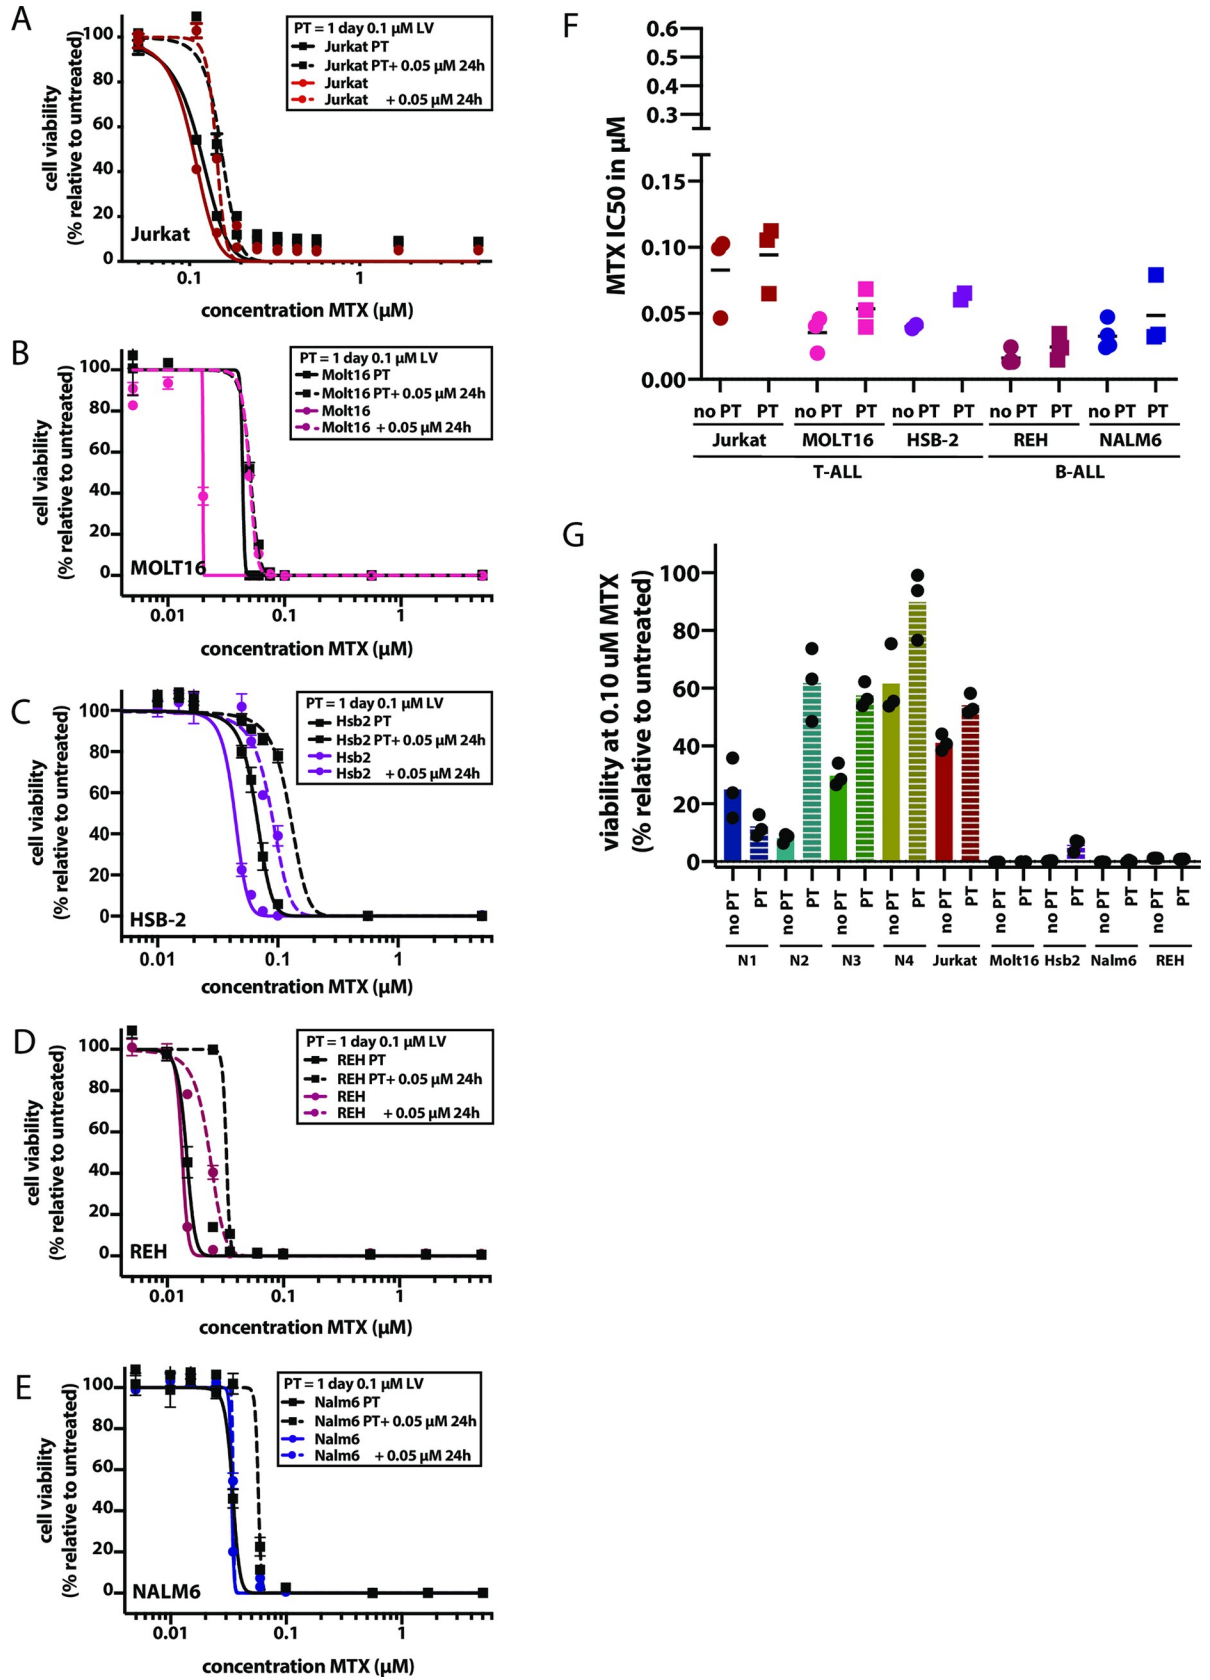 A
100
80
60
40
20
0
cell viability
(% relative to untreated)
PT = 1 day 0.1 µM LV
Jurkat PT
Jurkat PT+ 0.05 µM 24h
Jurkat
Jurkat + 0.05 µM 24h
Jurkat
0.1
1
concentration MTX (µM)
B
100
80
60
40
20
0
cell viability
(% relative to untreated)
PT = 1 day 0.1 µM LV
Molt16 PT
Molt16 PT+ 0.05 µM 24h
Molt16
Molt16 + 0.05 µM 24h
MOLT16
0.01
0.1
1
concentration MTX (µM)
C
100
80
60
40
20
0
cell viability
(% relative to untreated)
PT = 1 day 0.1 µM LV
Hsb2 PT
Hsb2 PT+ 0.05 µM 24h
Hsb2
Hsb2 + 0.05 µM 24h
HSB-2
0.01
0.1
1
concentration MTX (µM)
D
100
80
60
40
20
0
cell viability
(% relative to untreated)
PT = 1 day 0.1 µM LV
REH PT
REH PT+ 0.05 µM 24h
REH
REH + 0.05 µM 24h
REH
0.01
0.1
1
concentration MTX (µM)
E
100
80
60
40
20
0
cell viability
(% relative to untreated)
PT = 1 day 0.1 µM LV
Nalm6 PT
Nalm6 PT+ 0.05 µM 24h
Nalm6
Nalm6 + 0.05 µM 24h
NALM6
0.01
0.1
1
concentration MTX (µM)
F
MTX IC50 in µM
0.6
0.5
0.4
0.3
0.15
0.10
0.05
0.00
no PT PT no PT PT no PT PT no PT PT no PT PT
Jurkat MOLT16 HSB-2 REH NALM6
T-ALL B-ALL
G
viability at 0.10 uM MTX
(% relative to untreated)
100
80
60
40
20
0
no PT PT no PT PT no PT PT no PT PT no PT PT no PT PT no PT PT no PT PT no PT PT
N1 N2 N3 N4 Jurkat Molt16 Hsb2 Nalm6 REH